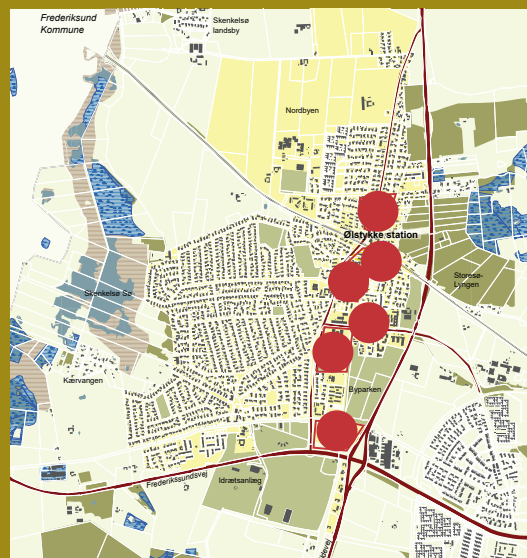 Frederiksund
Kommune
Skenkelsø
landsby
Nordbyen
Ølstykke station
Storesø-
Lyngen
Skenkelsø Sø
Kærvangen
Byparken
Frederikssundsvej
Idrætsanlæg